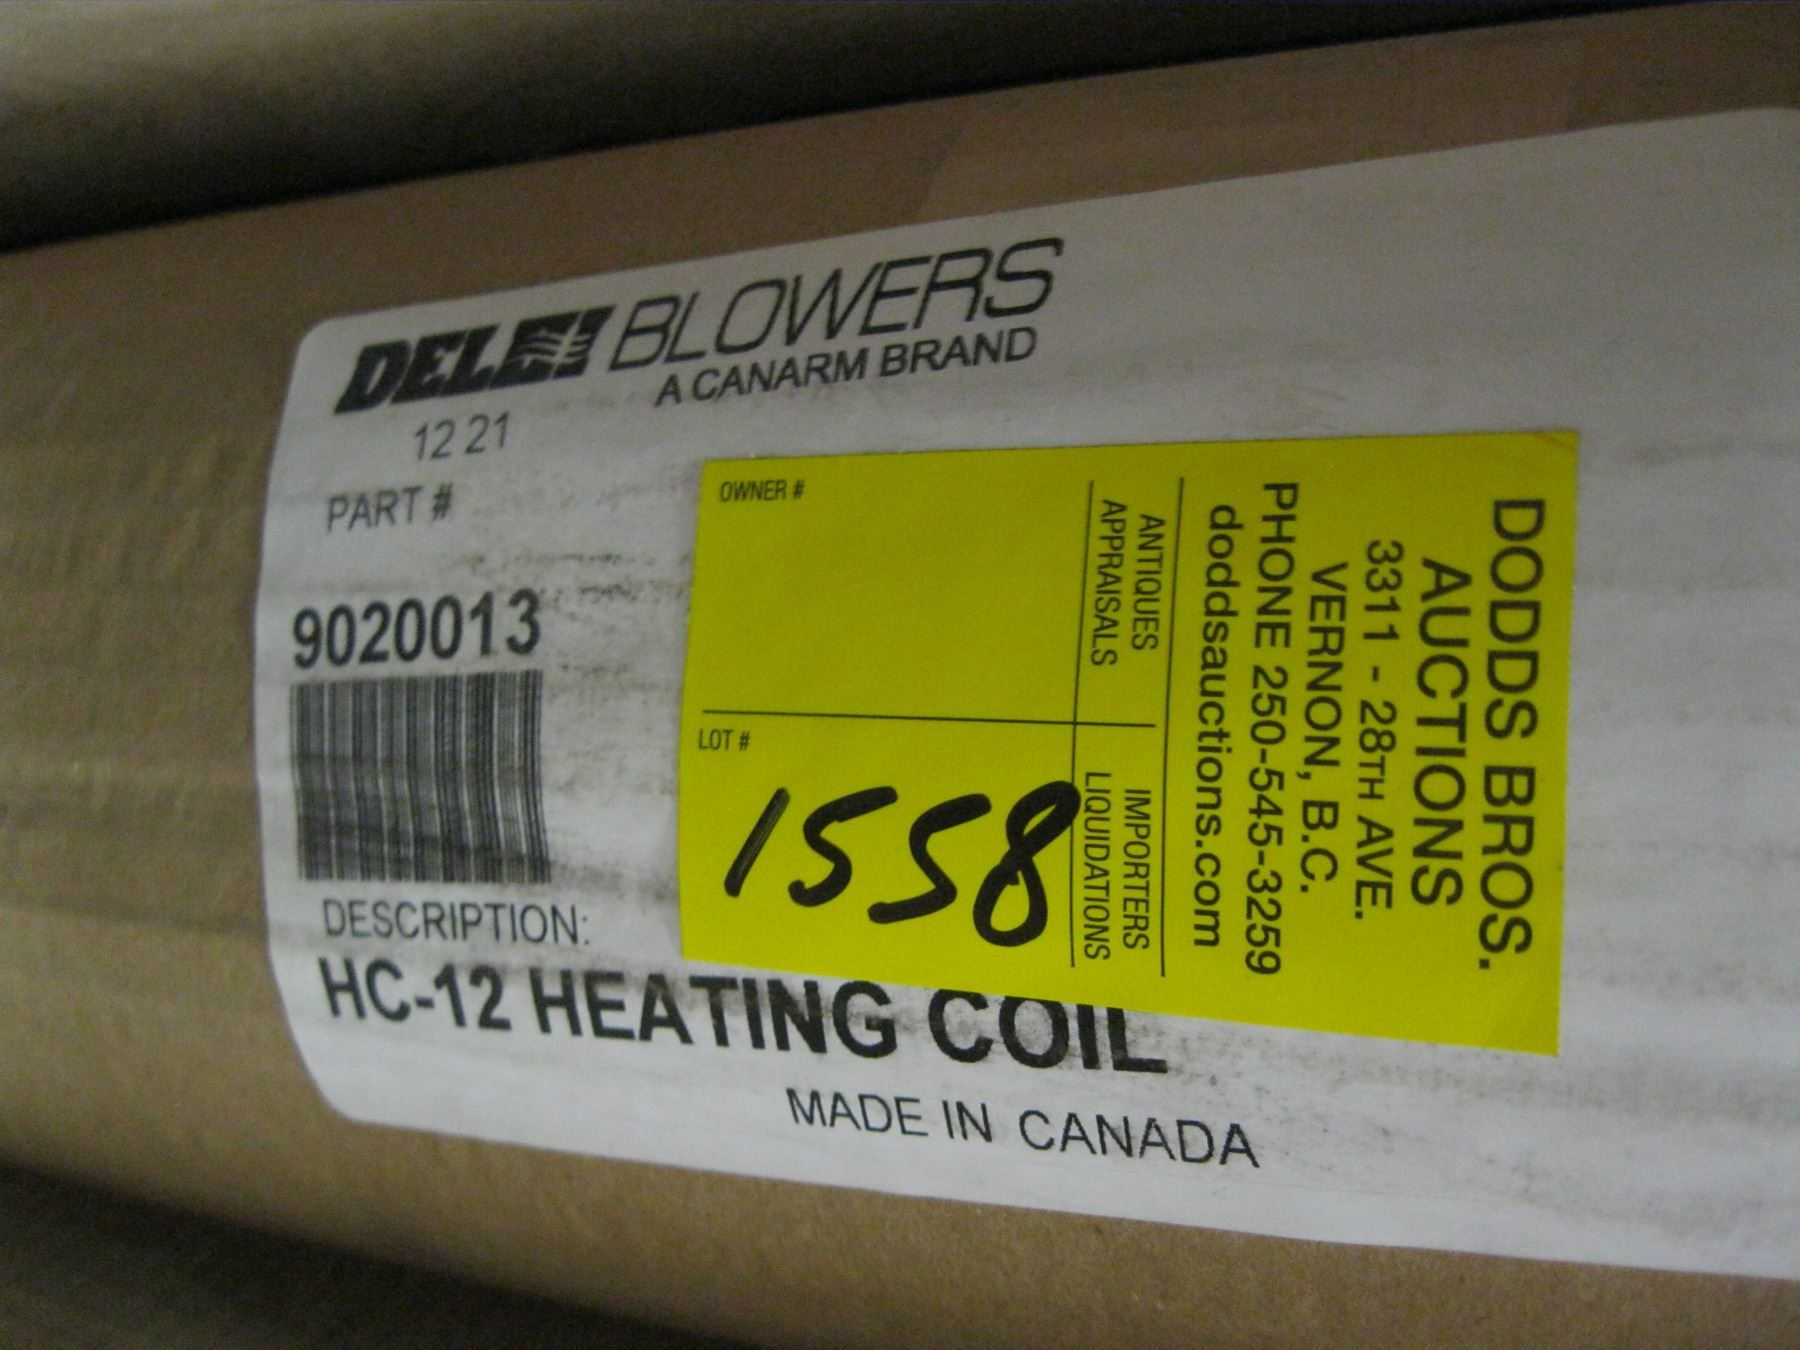 DELHI BLOWERS
A CANARM BRAND
12 21
PART #
9020013
DESCRIPTION:
HC-12 HEATING COIL
MADE IN CANADA
DODDS BROS.
AUCTIONS
3311 - 28TH AVE.
VERNON, B.C.
PHONE 250-545-3259
doddsauctions.com
ANTIQUES
APPRAISALS
IMPORTERS
LIQUIDATIONS
OWNER #
LOT #
1558